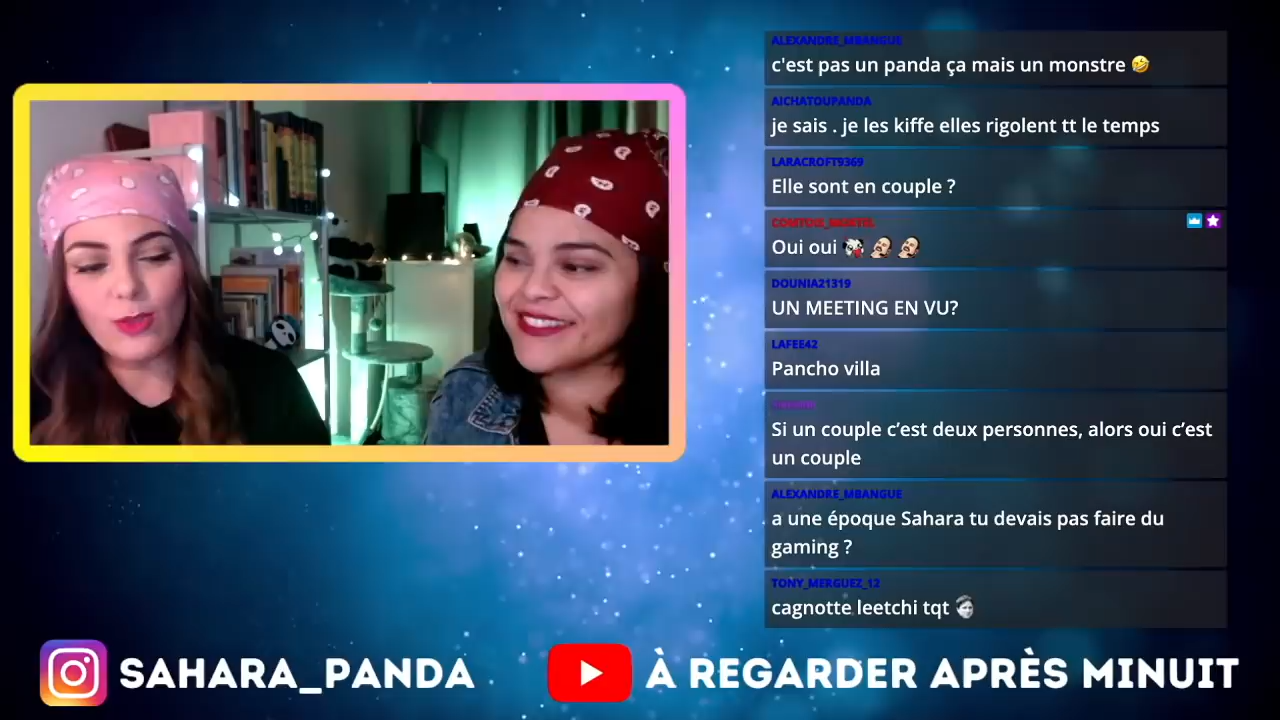 ALEXANDRE_MBANGUE
c'est pas un panda ça mais un monstre 🤣
AICHATOUPANDA
je sais . je les kiffe elles rigolent tt le temps
LARACROFT9369
Elle sont en couple ?
Oui oui
DOUNIA21319
UN MEETING EN VU?
LAFEE42
Pancho villa
Si un couple c’est deux personnes, alors oui c’est
un couple
ALEXANDRE_MBANGUE
a une époque Sahara tu devais pas faire du
gaming ?
TONY_MERGUEZ_12
cagnotte leetchi tqt
SAHARA_PANDA
À REGARDER APRÈS MINUIT